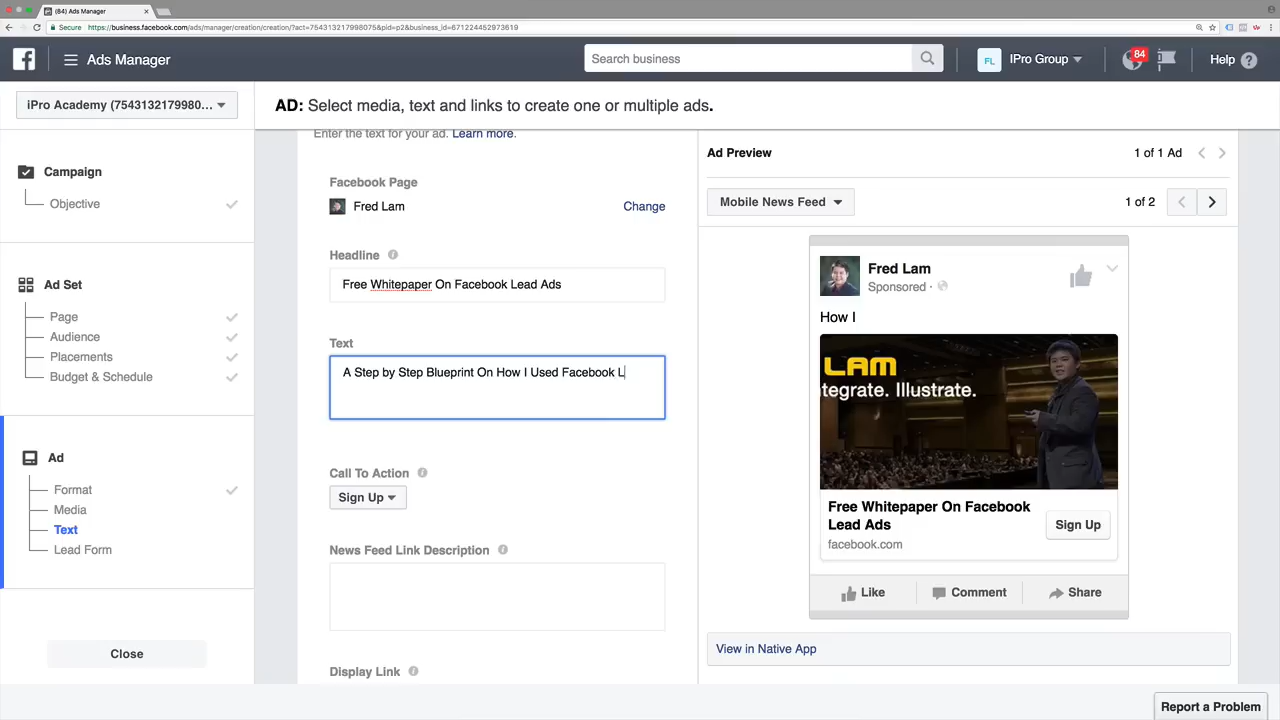 (84) Ads Manager
Secure https://business.facebook.com/ads/manager/creation/creation/?act=754313217998075&pid=p2&business_id=671224452979619
Ads Manager
Search business
FL IPro Group
84
Help
iPro Academy (7543132179980...
AD: Select media, text and links to create one or multiple ads.
Campaign
Objective
Ad Set
Page
Audience
Placements
Budget & Schedule
Ad
Format
Media
Text
Lead Form
Close
Enter the text for your ad. Learn more.
Facebook Page
Fred Lam
Change
Headline
Free Whitepaper On Facebook Lead Ads
Text
A Step by Step Blueprint On How I Used Facebook L
Call To Action
Sign Up
News Feed Link Description
Display Link
Ad Preview
1 of 1 Ad
Mobile News Feed
1 of 2
Fred Lam
Sponsored ·
How I
LAM
tegrate. Illustrate.
Free Whitepaper On Facebook
Lead Ads
facebook.com
Sign Up
Like
Comment
Share
View in Native App
Report a Problem